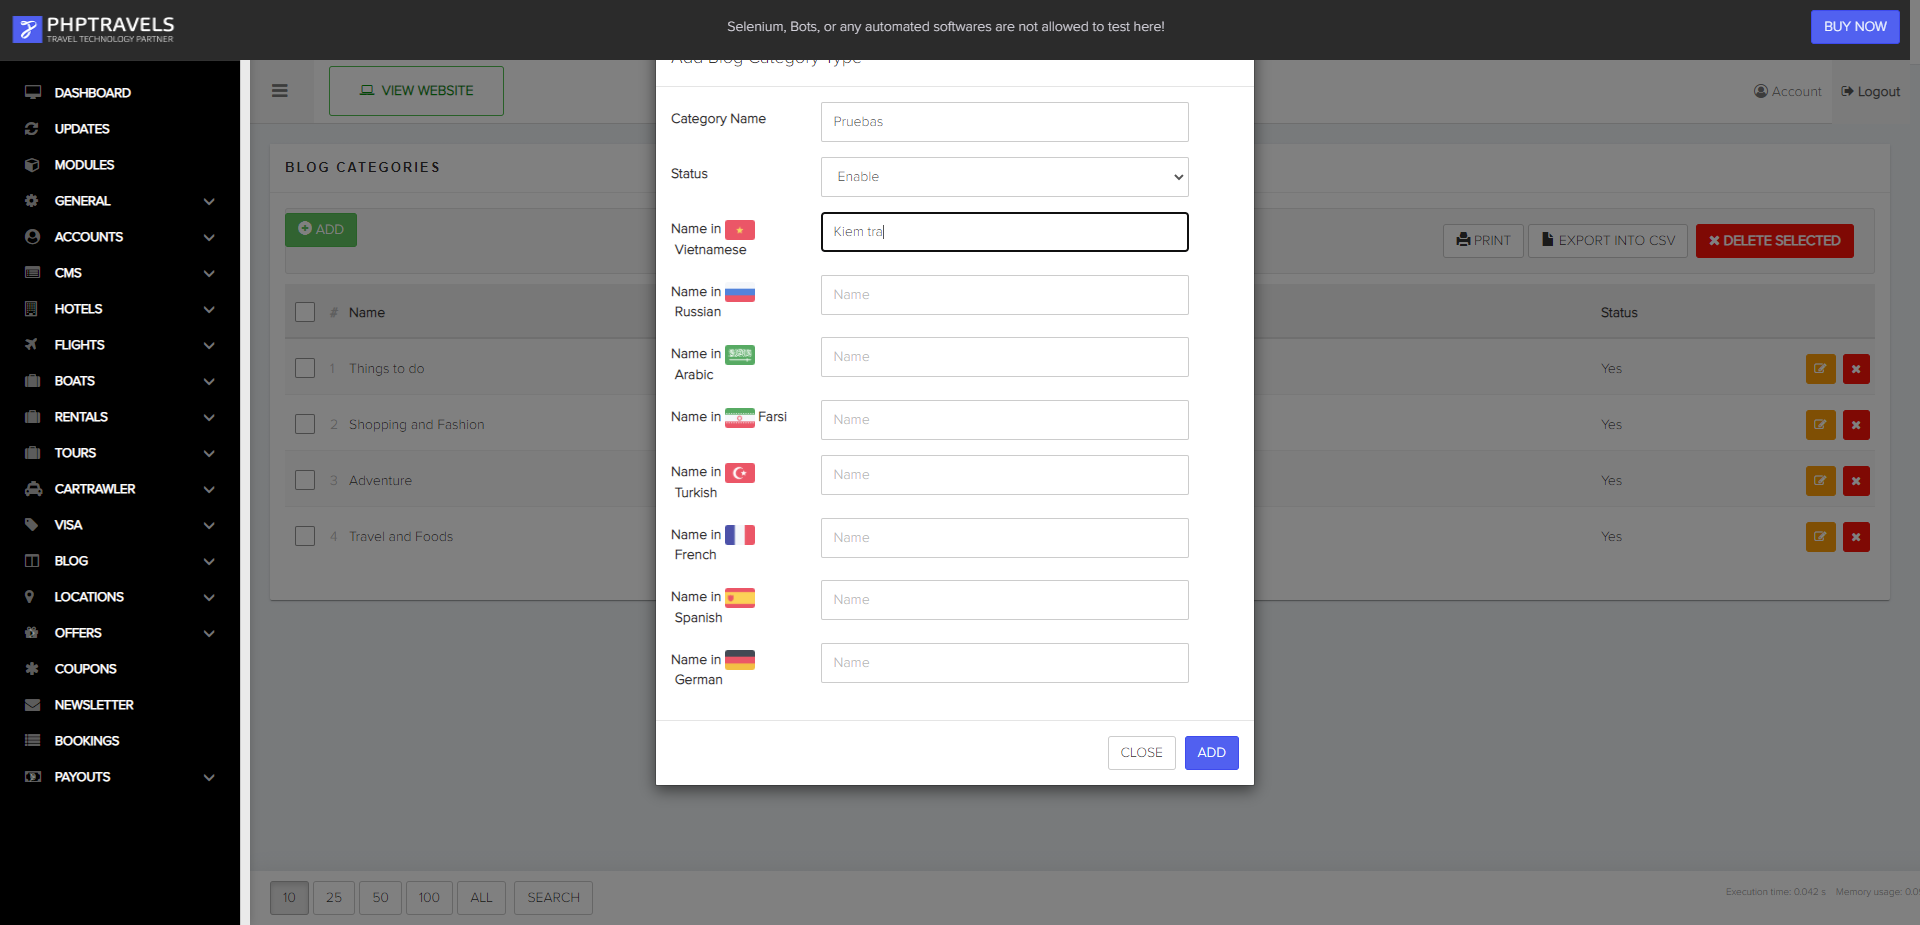 PHPTRAVELS
TRAVEL TECHNOLOGY PARTNER
Selenium, Bots, or any automated softwares are not allowed to test here!
BUY NOW
DASHBOARD
UPDATES
MODULES
GENERAL
ACCOUNTS
CMS
HOTELS
FLIGHTS
BOATS
RENTALS
TOURS
CARTRAWLER
VISA
BLOG
LOCATIONS
OFFERS
COUPONS
NEWSLETTER
BOOKINGS
PAYOUTS
VIEW WEBSITE
Account
Logout
BLOG CATEGORIES
ADD
PRINT
EXPORT INTO CSV
DELETE SELECTED
# Name Status
1 Things to do Yes
2 Shopping and Fashion Yes
3 Adventure Yes
4 Travel and Foods Yes
Add Blog Category Type
Category Name Pruebas
Status Enable
Name in Vietnamese Kiem tra
Name in Russian Name
Name in Arabic Name
Name in Farsi Name
Name in Turkish Name
Name in French Name
Name in Spanish Name
Name in German Name
CLOSE ADD
10 25 50 100 ALL SEARCH
Execution time: 0.042 s Memory usage: 0.0